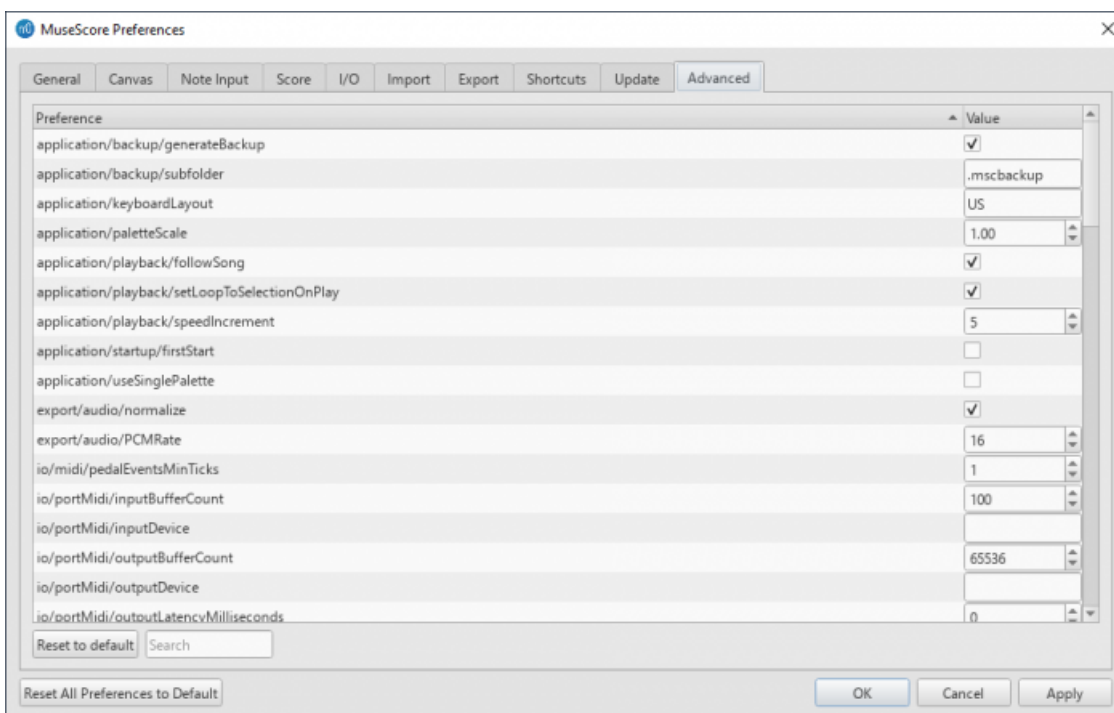 MuseScore Preferences
General Canvas Note Input Score I/O Import Export Shortcuts Update Advanced
Preference Value
application/backup/generateBackup
application/backup/subfolder .mscbackup
application/keyboardLayout US
application/paletteScale 1.00
application/playback/followSong
application/playback/setLoopToSelectionOnPlay
application/playback/speedIncrement 5
application/startup/firstStart
application/useSinglePalette
export/audio/normalize
export/audio/PCMRate 16
io/midi/pedalEventsMinTicks 1
io/portMidi/inputBufferCount 100
io/portMidi/inputDevice
io/portMidi/outputBufferCount 65536
io/portMidi/outputDevice
io/portMidi/outputLatencyMilliseconds 0
Reset to default Search
Reset All Preferences to Default OK Cancel Apply